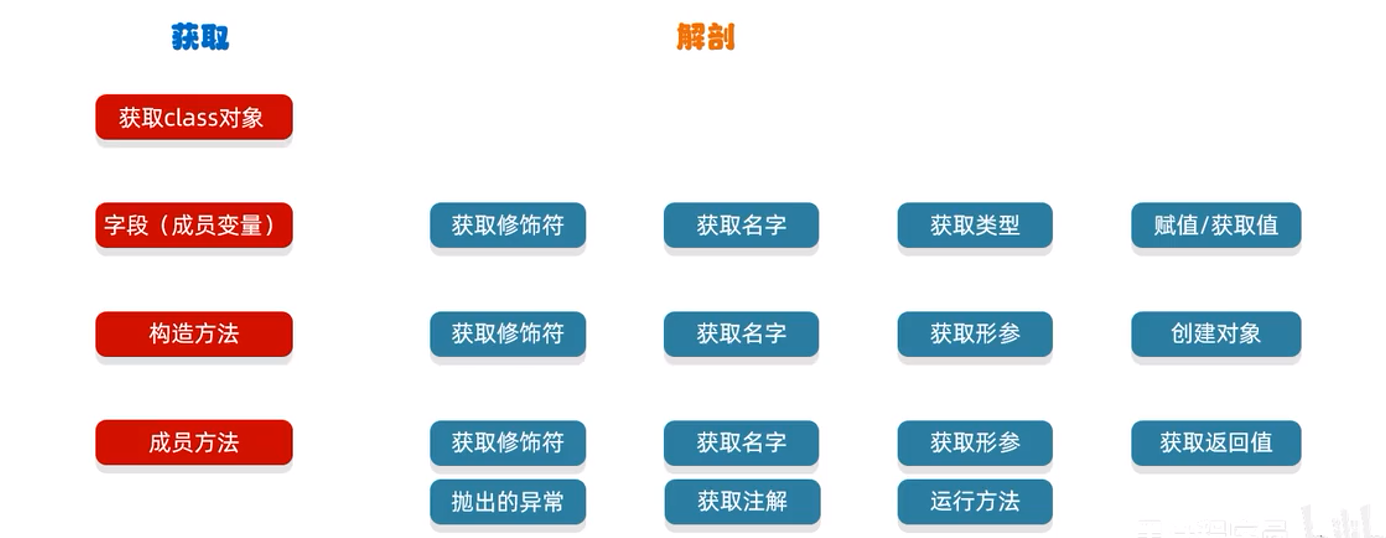 获取 解剖
获取class对象
字段（成员变量） 获取修饰符 获取名字 获取类型 赋值/获取值
构造方法 获取修饰符 获取名字 获取形参 创建对象
成员方法 获取修饰符 获取名字 获取形参 获取返回值
抛出的异常 获取注解 运行方法